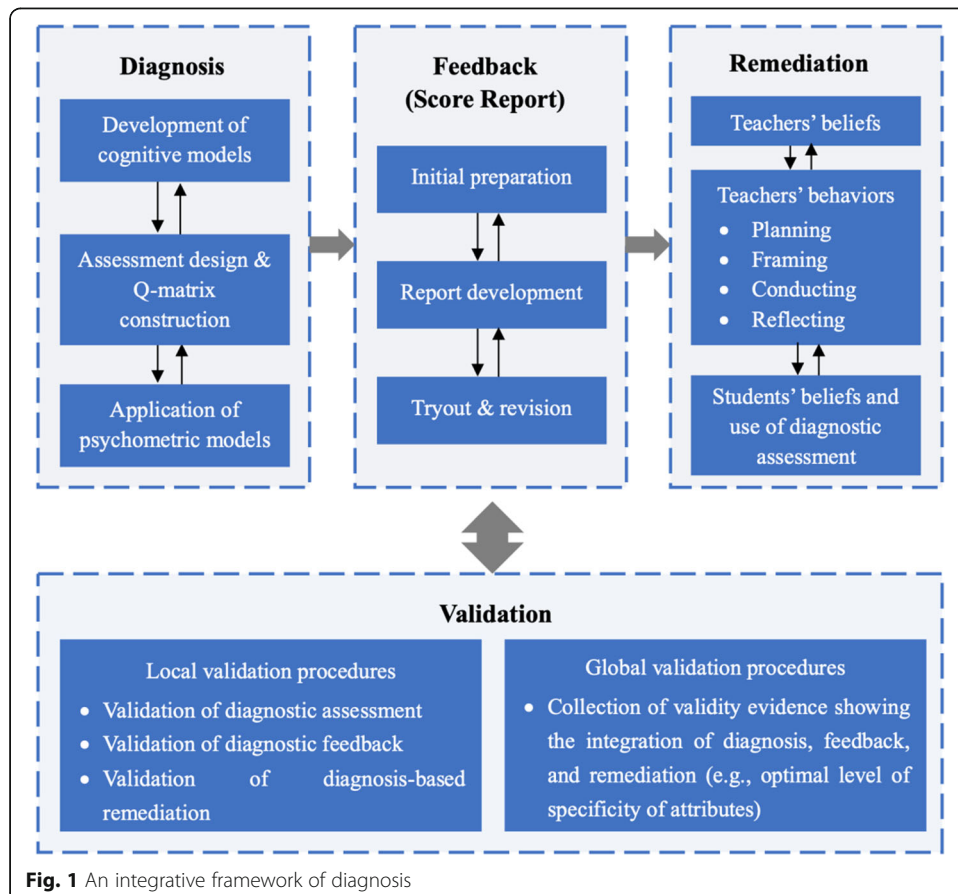 Diagnosis
Development of
cognitive models
Assessment design &
Q-matrix
construction
Application of
psychometric models
Feedback
(Score Report)
Initial preparation
Report development
Tryout & revision
Remediation
Teachers’ beliefs
Teachers’ behaviors
• Planning
• Framing
• Conducting
• Reflecting
Students’ beliefs and
use of diagnostic
assessment
Validation
Local validation procedures
• Validation of diagnostic assessment
• Validation of diagnostic feedback
• Validation of diagnosis-based
remediation
Global validation procedures
• Collection of validity evidence showing
the integration of diagnosis, feedback,
and remediation (e.g., optimal level of
specificity of attributes)
Fig. 1 An integrative framework of diagnosis